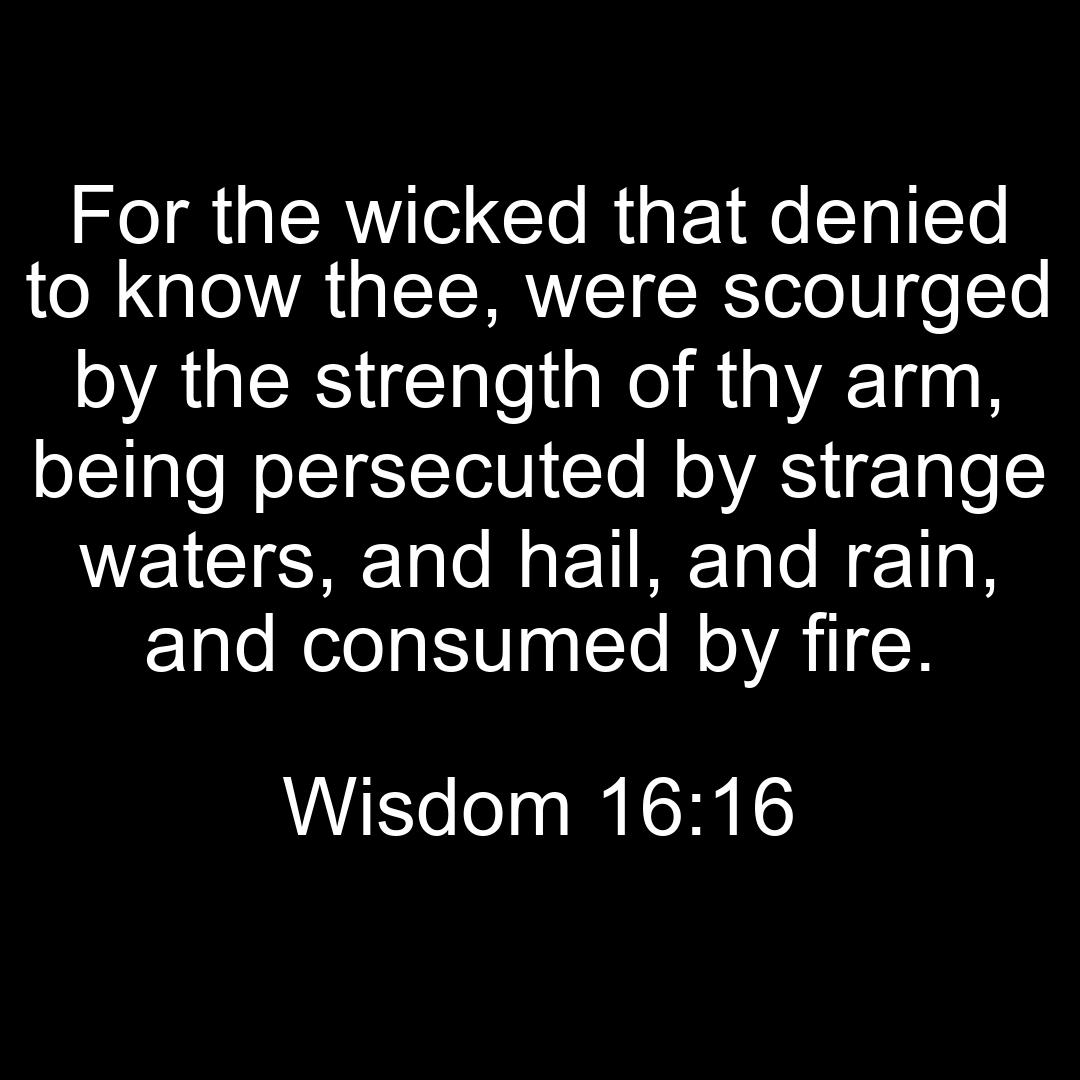 For the wicked that denied
to know thee, were scourged
by the strength of thy arm,
being persecuted by strange
waters, and hail, and rain,
and consumed by fire.
Wisdom 16:16